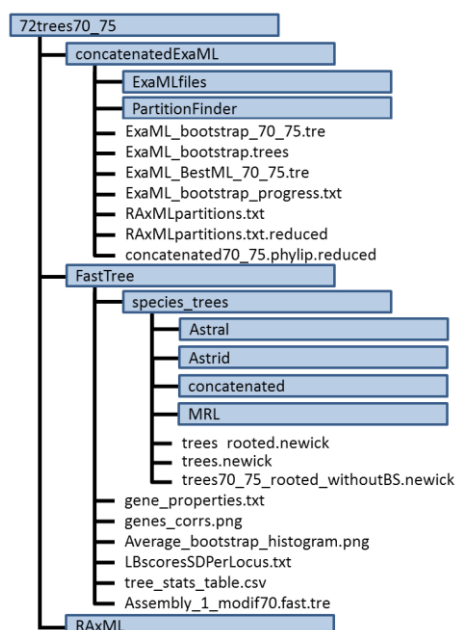 72trees70_75
concatenatedExaML
ExaMLfiles
PartitionFinder
ExaML_bootstrap_70_75.tre
ExaML_bootstrap.trees
ExaML_BestML_70_75.tre
ExaML_bootstrap_progress.txt
RAxMLpartitions.txt
RAxMLpartitions.txt.reduced
concatenated70_75.phylip.reduced
FastTree
species_trees
Astral
Astrid
concatenated
MRL
trees rooted.newick
trees.newick
trees70_75_rooted_withoutBS.newick
gene_properties.txt
genes_corrs.png
Average_bootstrap_histogram.png
LBscoresSDPerLocus.txt
tree_stats_table.csv
Assembly_1_modif70.fast.tre
RAxML